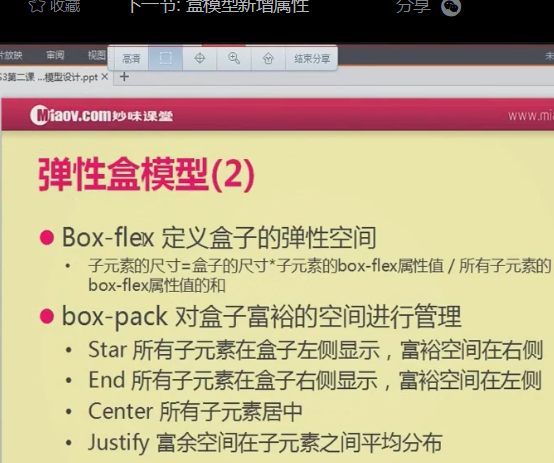 收藏 下一节: 盒模型新增属性 分享
片放映 审阅 视图 高清 结束分享 未
S3第二课 ...模型设计.ppt × +
Miaov.com妙味课堂 www.mia
弹性盒模型(2)
Box-flex 定义盒子的弹性空间
子元素的尺寸=盒子的尺寸*子元素的box-flex属性值 / 所有子元素的
box-flex属性值的和
box-pack 对盒子富裕的空间进行管理
Star 所有子元素在盒子左侧显示，富裕空间在右侧
End 所有子元素在盒子右侧显示，富裕空间在左侧
Center 所有子元素居中
Justify 富余空间在子元素之间平均分布